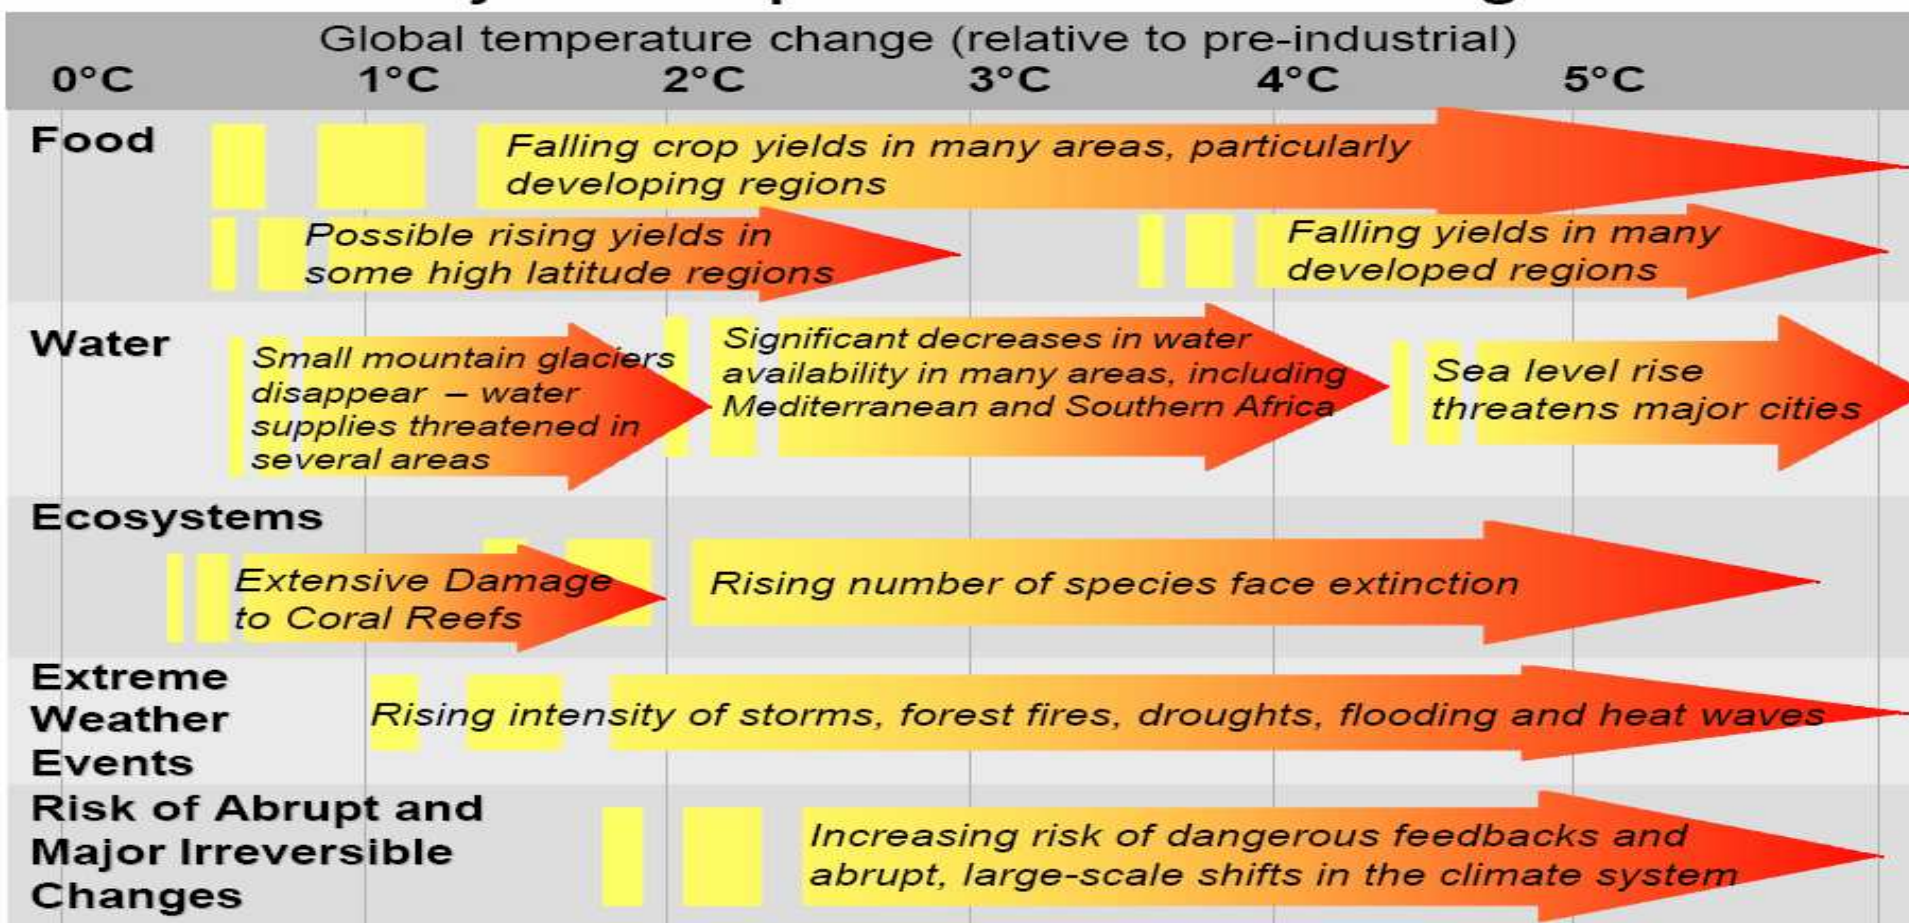 Global temperature change (relative to pre-industrial)
0°C 1°C 2°C 3°C 4°C 5°C
Food
Falling crop yields in many areas, particularly
developing regions
Possible rising yields in
some high latitude regions
Falling yields in many
developed regions
Water
Small mountain glaciers
disappear – water
supplies threatened in
several areas
Significant decreases in water
availability in many areas, including
Mediterranean and Southern Africa
Sea level rise
threatens major cities
Ecosystems
Extensive Damage
to Coral Reefs
Rising number of species face extinction
Extreme
Weather
Events
Rising intensity of storms, forest fires, droughts, flooding and heat waves
Risk of Abrupt and
Major Irreversible
Changes
Increasing risk of dangerous feedbacks and
abrupt, large-scale shifts in the climate system